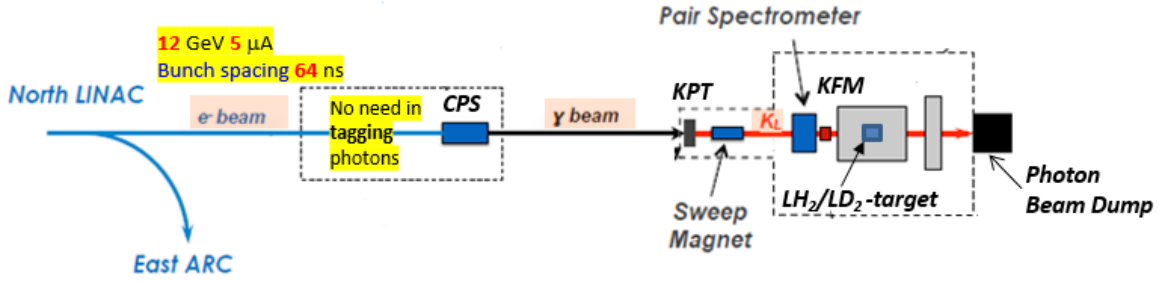 Pair Spectrometer
12 GeV 5 μA
Bunch spacing 64 ns
North LINAC
e⁻ beam
No need in
tagging
photons
CPS
ɣ beam
KPT
KL
KFM
LH₂/LD₂-target
Sweep
Magnet
Photon
Beam Dump
East ARC